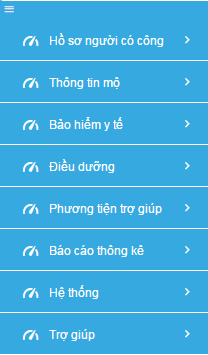 Hồ sơ người có công
Thông tin mộ
Bảo hiểm y tế
Điều dưỡng
Phương tiện trợ giúp
Báo cáo thông kê
Hệ thống
Trợ giúp